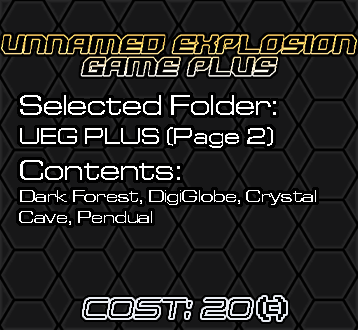 UNNAMED EXPLOSION
GAME PLUS
Selected Folder:
UEG PLUS (Page 2)
Contents:
Dark Forest, DigiGlobe, Crystal
Cave, Pendual
COST: 20